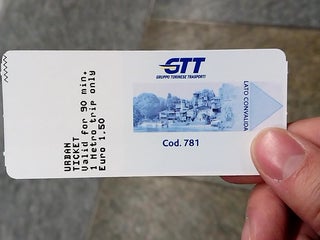 URBAN
TICKET
Valid for 90 min.
1 Metro trip only
Euro 1.50
GTT
GRUPPO TORINESE TRASPORTI
LATO CONVALIDA
Cod. 781